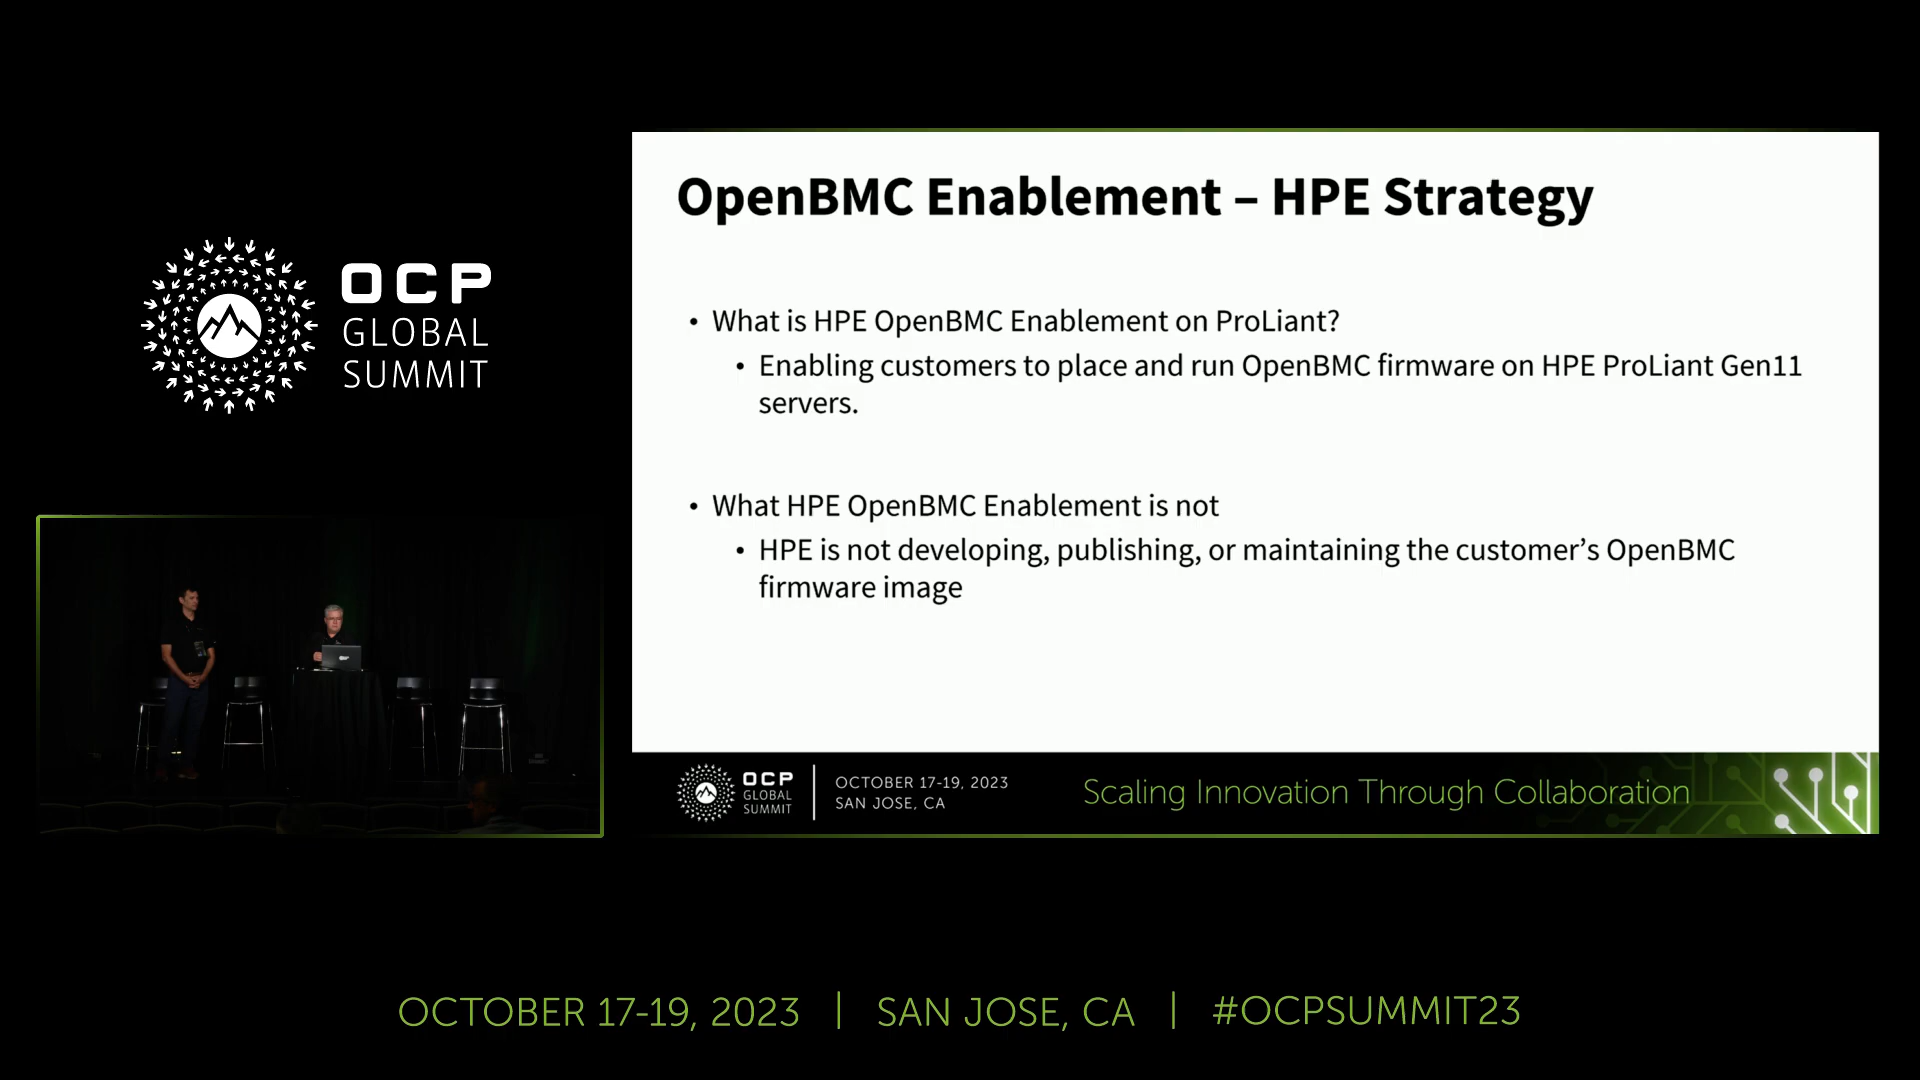 OCP
GLOBAL
SUMMIT
OpenBMC Enablement – HPE Strategy
• What is HPE OpenBMC Enablement on ProLiant?
• Enabling customers to place and run OpenBMC firmware on HPE ProLiant Gen11
servers.
• What HPE OpenBMC Enablement is not
• HPE is not developing, publishing, or maintaining the customer’s OpenBMC
firmware image
OCP
GLOBAL
SUMMIT
OCTOBER 17-19, 2023
SAN JOSE, CA
Scaling Innovation Through Collaboration
OCTOBER 17-19, 2023 | SAN JOSE, CA | #OCPSUMMIT23